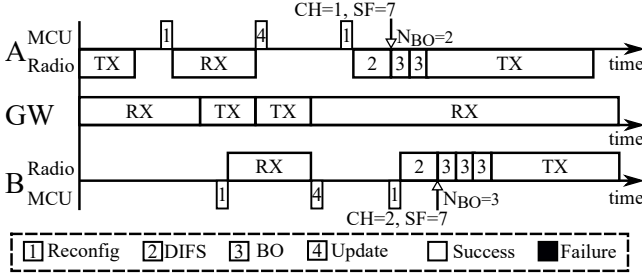 CH=1, SF=7
MCU 1 4 1 N_BO=2
A Radio TX RX 2 3 3 TX time
GW RX TX TX RX time
Radio RX 2 3 3 3 TX
B MCU 1 4 1 N_BO=3 time
CH=2, SF=7
1 Reconfig 2 DIFS 3 BO 4 Update Success Failure